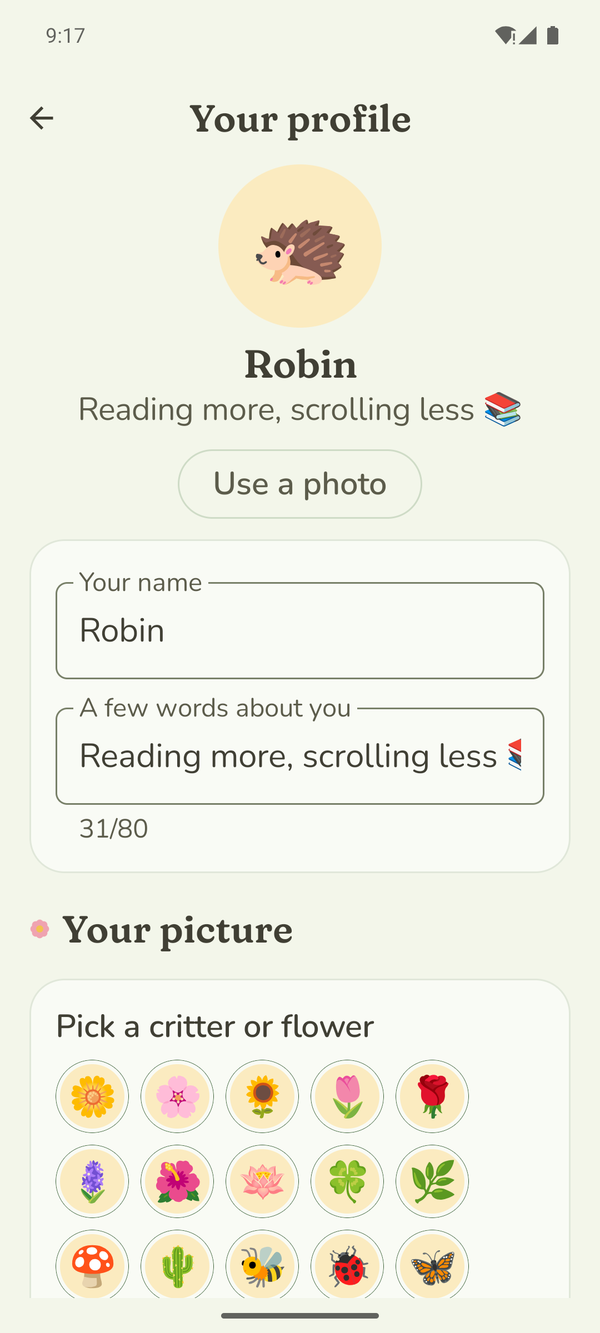 9:17
Your profile
Robin
Reading more, scrolling less 📚
Use a photo
Your name
Robin
A few words about you
Reading more, scrolling less 📚
31/80
Your picture
Pick a critter or flower